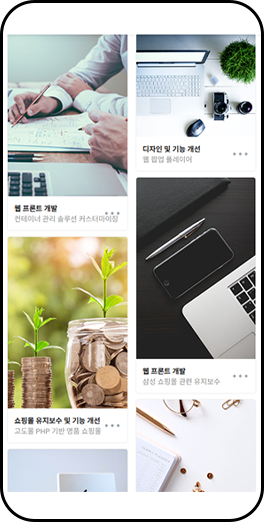 웹 프론트 개발
컨테이너 관리 솔루션 커스터마이징
디자인 및 기능 개선
웹 팝업 플레이어
쇼핑몰 유지보수 및 기능 개선
고도몰 PHP 기반 명품 쇼핑몰
웹 프론트 개발
삼성 쇼핑몰 관련 유지보수